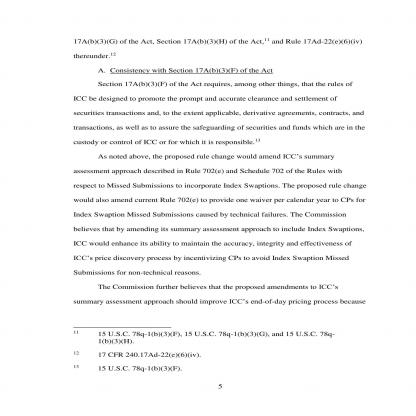 17A(b)(3)(G) of the Act, Section 17A(b)(3)(H) of the Act,11 and Rule 17Ad-22(e)(6)(iv)
thereunder.12
A. Consistency with Section 17A(b)(3)(F) of the Act
Section 17A(b)(3)(F) of the Act requires, among other things, that the rules of
ICC be designed to promote the prompt and accurate clearance and settlement of
securities transactions and, to the extent applicable, derivative agreements, contracts, and
transactions, as well as to assure the safeguarding of securities and funds which are in the
custody or control of ICC or for which it is responsible.13
As noted above, the proposed rule change would amend ICC's summary
assessment approach described in Rule 702(e) and Schedule 702 of the Rules with
respect to Missed Submissions to incorporate Index Swaptions. The proposed rule change
would also amend current Rule 702(e) to provide one waiver per calendar year to CPs for
Index Swaption Missed Submissions caused by technical failures. The Commission
believes that by amending its summary assessment approach to include Index Swaptions,
ICC would enhance its ability to maintain the accuracy, integrity and effectiveness of
ICC's price discovery process by incentivizing CPs to avoid Index Swaption Missed
Submissions for non-technical reasons.
The Commission further believes that the proposed amendments to ICC's
summary assessment approach should improve ICC's end-of-day pricing process because
11 15 U.S.C. 78q-1(b)(3)(F), 15 U.S.C. 78q-1(b)(3)(G), and 15 U.S.C. 78q-
1(b)(3)(H).
12 17 CFR 240.17Ad-22(e)(6)(iv).
13 15 U.S.C. 78q-1(b)(3)(F).
5